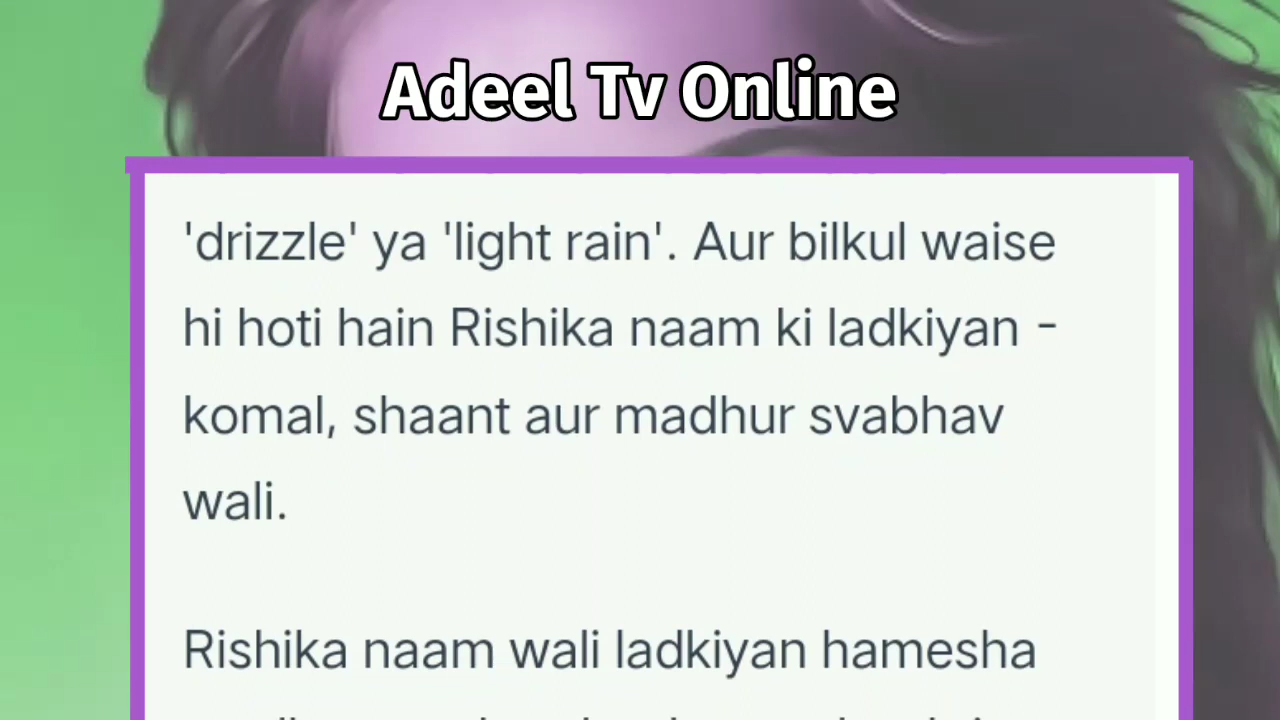 Adeel Tv Online
'drizzle' ya 'light rain'. Aur bilkul waise
hi hoti hain Rishika naam ki ladkiyan -
komal, shaant aur madhur svabhav
wali.
Rishika naam wali ladkiyan hamesha